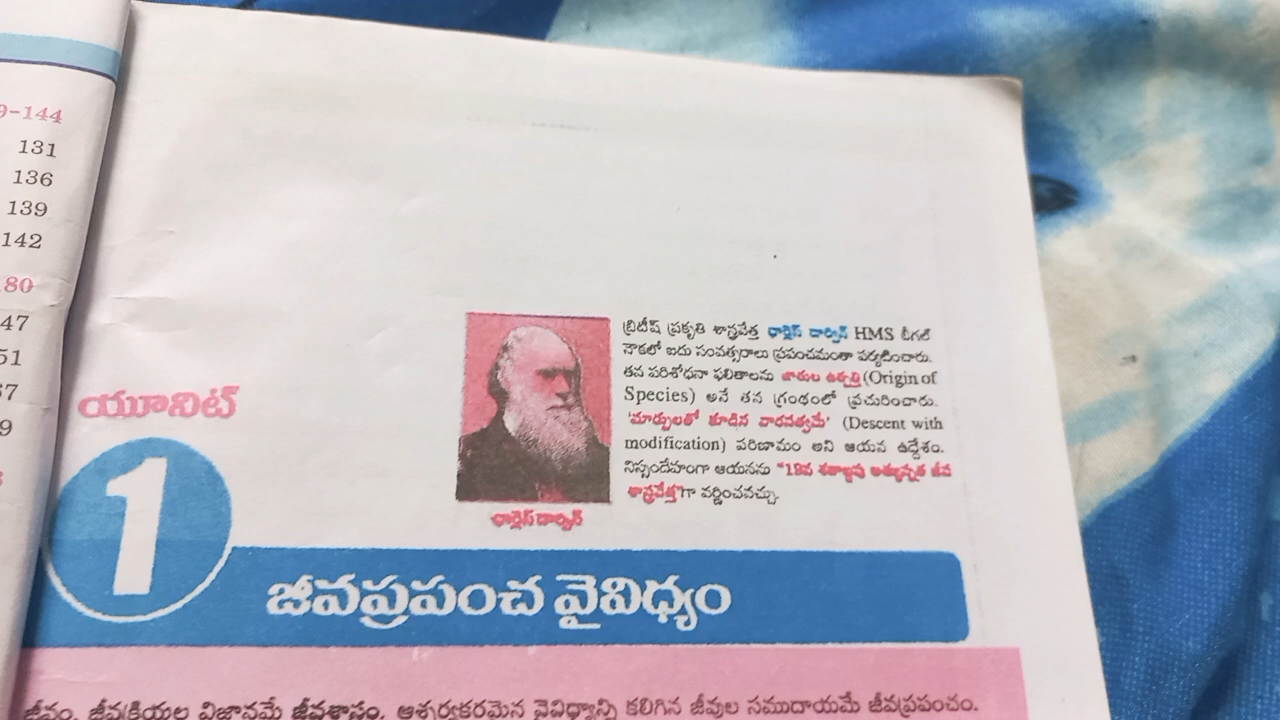 9-144
131
136
139
142
80
47
51
7
9
బ్రిటీష్ ప్రకృతి శాస్త్రవేత్త ఛార్లెస్ డార్విన్ HMS బీగల్
నౌకలో ఐదు సంవత్సరాలు ప్రపంచమంతా పర్యటించారు.
తన పరిశోధనా ఫలితాలను జాతుల ఉత్పత్తి (Origin of
Species) అనే తన గ్రంథంలో ప్రచురించారు.
'మార్పులతో కూడిన వారసత్వమే' (Descent with
modification) పరిణామం అని ఆయన ఉద్దేశం.
నిస్సందేహంగా ఆయనను "19వ శతాబ్దపు అత్యున్నత జీవ
శాస్త్రవేత్త"గా వర్ణించవచ్చు.
ఛార్లెస్ డార్విన్
యూనిట్
1
జీవప్రపంచ వైవిధ్యం
జీవం, జీవక్రియల విజ్ఞానమే జీవశాస్త్రం. ఆశ్చర్యకరమైన వైవిధ్యాన్ని కలిగిన జీవుల సముదాయమే జీవప్రపంచం.